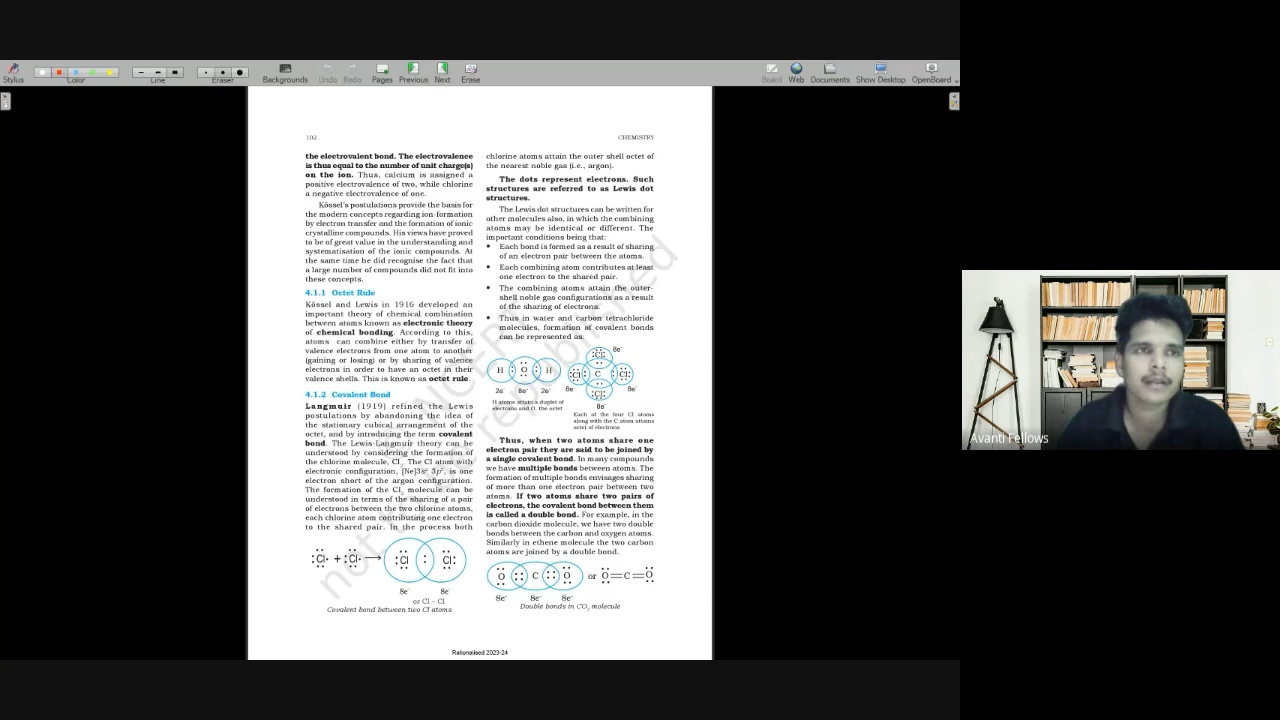 Stylus
Color
Line
Eraser
Backgrounds
Undo
Redo
Pages
Previous
Next
Erase
Board
Web
Documents
Show Desktop
OpenBoard
102
CHEMISTRY
the electrovalent bond. The electrovalence
is thus equal to the number of unit charge(s)
on the ion. Thus, calcium is assigned a
positive electrovalence of two, while chlorine
a negative electrovalence of one.
Kössel's postulations provide the basis for
the modern concepts regarding ion-formation
by electron transfer and the formation of ionic
crystalline compounds. His views have proved
to be of great value in the understanding and
systematisation of the ionic compounds. At
the same time he did recognise the fact that
a large number of compounds did not fit into
these concepts.
4.1.1 Octet Rule
Kössel and Lewis in 1916 developed an
important theory of chemical combination
between atoms known as electronic theory
of chemical bonding. According to this,
atoms can combine either by transfer of
valence electrons from one atom to another
(gaining or losing) or by sharing of valence
electrons in order to have an octet in their
valence shells. This is known as octet rule.
4.1.2 Covalent Bond
Langmuir (1919) refined the Lewis
postulations by abandoning the idea of
the stationary cubical arrangement of the
octet, and by introducing the term covalent
bond. The Lewis-Langmuir theory can be
understood by considering the formation of
the chlorine molecule, Cl₂. The Cl atom with
electronic configuration, [Ne]3s² 3p⁵, is one
electron short of the argon configuration.
The formation of the Cl₂ molecule can be
understood in terms of the sharing of a pair
of electrons between the two chlorine atoms,
each chlorine atom contributing one electron
to the shared pair. In the process both
Cl + Cl → Cl : Cl
8e⁻ 8e⁻
or Cl – Cl
Covalent bond between two Cl atoms
chlorine atoms attain the outer shell octet of
the nearest noble gas (i.e., argon).
The dots represent electrons. Such
structures are referred to as Lewis dot
structures.
The Lewis dot structures can be written for
other molecules also, in which the combining
atoms may be identical or different. The
important conditions being that:
• Each bond is formed as a result of sharing
of an electron pair between the atoms.
• Each combining atom contributes at least
one electron to the shared pair.
• The combining atoms attain the outer-
shell noble gas configurations as a result
of the sharing of electrons.
• Thus in water and carbon tetrachloride
molecules, formation of covalent bonds
can be represented as:
H O H
2e⁻ 8e⁻ 2e⁻
H atoms attain a duplet of
electrons and O, the octet
Cl 8e⁻
Cl C Cl
8e⁻ 8e⁻
Cl
8e⁻
Each of the four Cl atoms
along with the C atom attains
octet of electrons
Thus, when two atoms share one
electron pair they are said to be joined by
a single covalent bond. In many compounds
we have multiple bonds between atoms. The
formation of multiple bonds envisages sharing
of more than one electron pair between two
atoms. If two atoms share two pairs of
electrons, the covalent bond between them
is called a double bond. For example, in the
carbon dioxide molecule, we have two double
bonds between the carbon and oxygen atoms.
Similarly in ethene molecule the two carbon
atoms are joined by a double bond.
O C O or O=C=O
8e⁻ 8e⁻ 8e⁻
Double bonds in CO₂ molecule
Rationalised 2023-24
Avanti Fellows